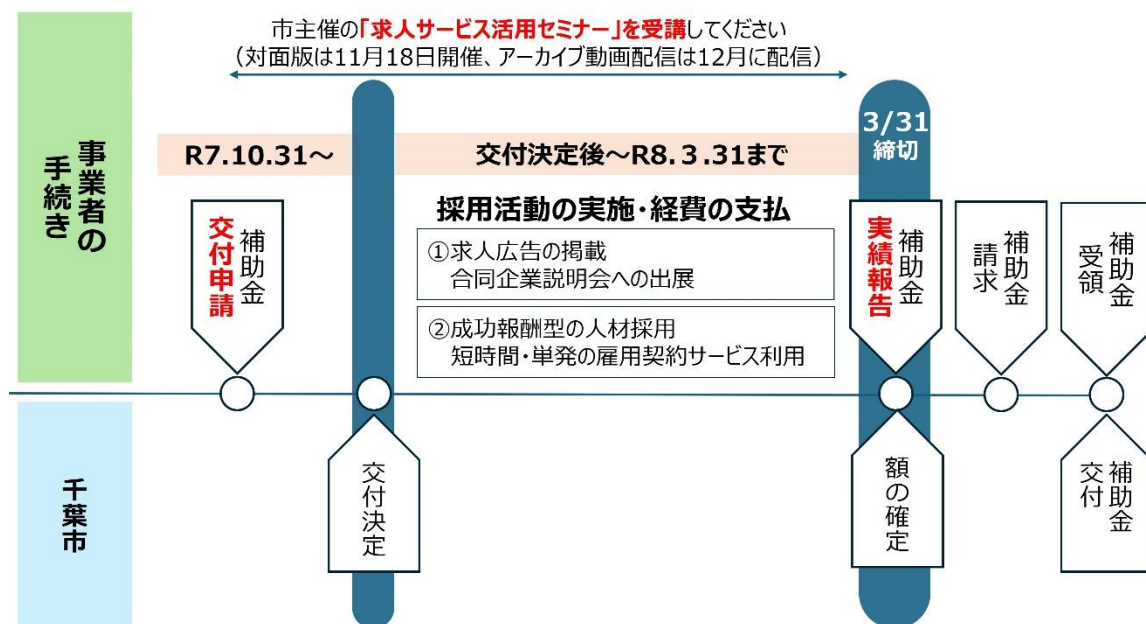 市主催の「求人サービス活用セミナー」を受講してください
（対面版は11月18日開催、アーカイブ動画配信は12月に配信）
事業者の
手続き
R7.10.31～
交付決定後～R8.3.31まで
3/31
締切
補助金
交付申請
採用活動の実施・経費の支払
①求人広告の掲載
合同企業説明会への出展
②成功報酬型の人材採用
短時間・単発の雇用契約サービス利用
補助金
実績報告
補助金
請求
補助金
受領
千葉市
交付決定
額の確定
補助金
交付